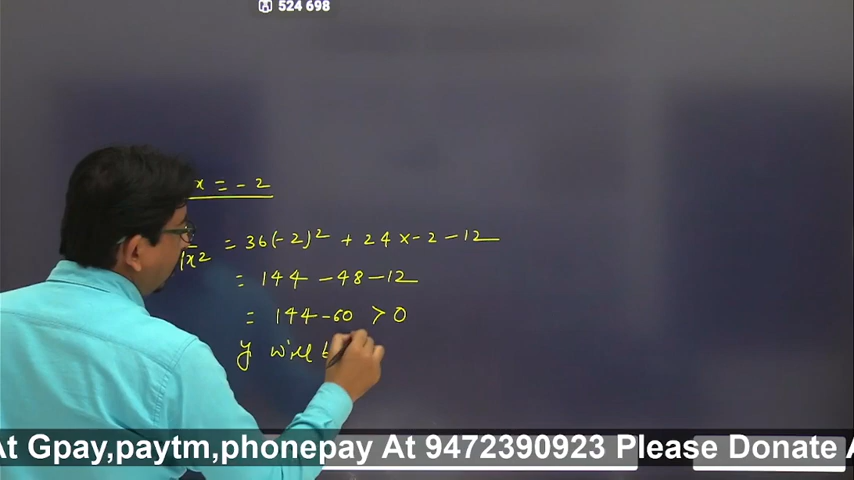 524 698
x = - 2
= 36(-2)² + 24 x - 2 - 12
dx²
= 144 - 48 - 12
= 144 - 60 > 0
y will
At Gpay,paytm,phonepay At 9472390923 Please Donate A